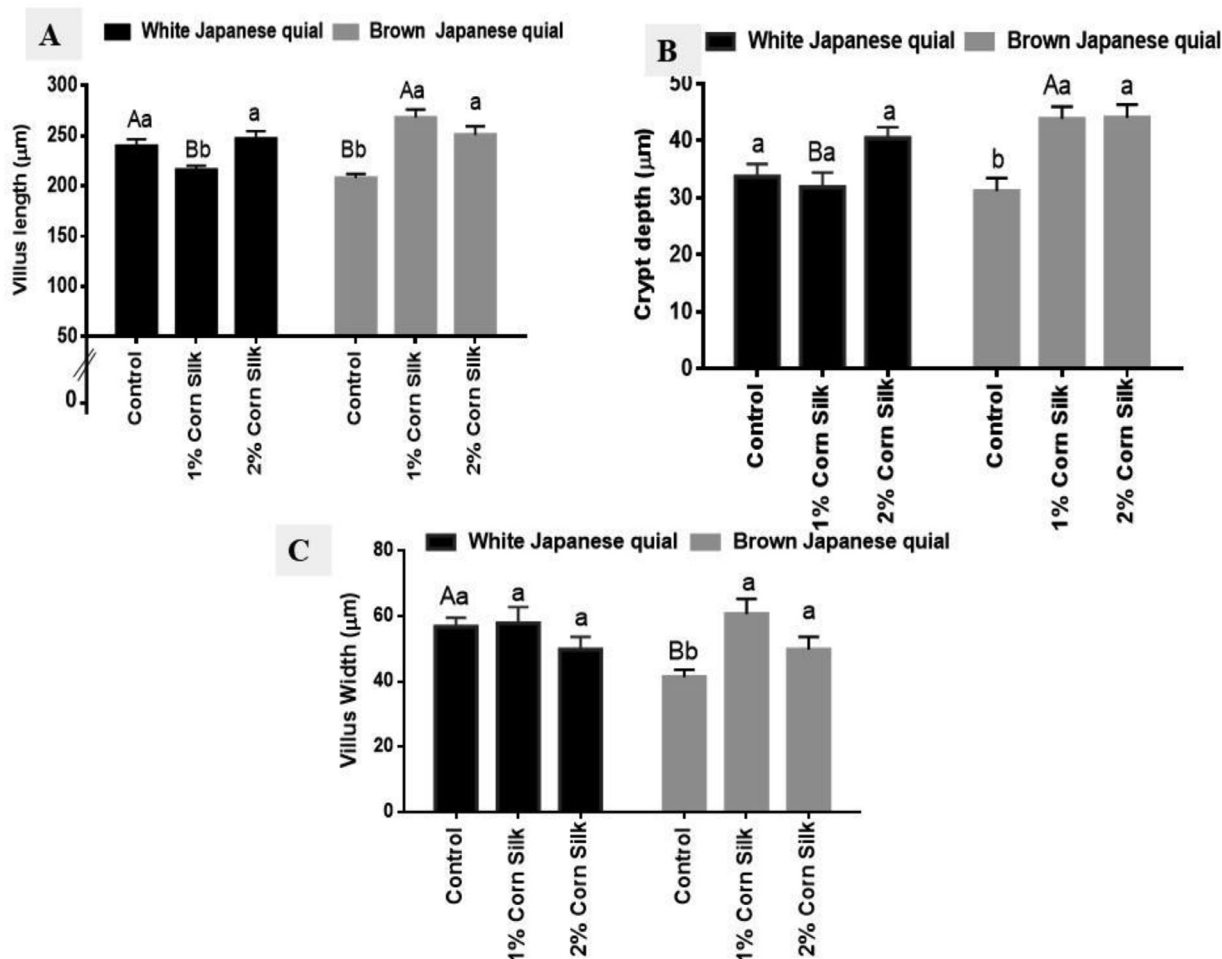 A
White Japanese quial
Brown Japanese quial
Villus length (μm)
300
250
200
150
100
50
0
Aa
Bb
a
Bb
Aa
a
Control
1% Corn Silk
2% Corn Silk
Control
1% Corn Silk
2% Corn Silk
B
White Japanese quial
Brown Japanese quial
Crypt depth (μm)
50
40
30
20
10
0
a
Ba
a
b
Aa
a
Control
1% Corn Silk
2% Corn Silk
Control
1% Corn Silk
2% Corn Silk
C
White Japanese quial
Brown Japanese quial
Villus Width (μm)
80
60
40
20
0
Aa
a
a
Bb
a
a
Control
1% Corn Silk
2% Corn Silk
Control
1% Corn Silk
2% Corn Silk